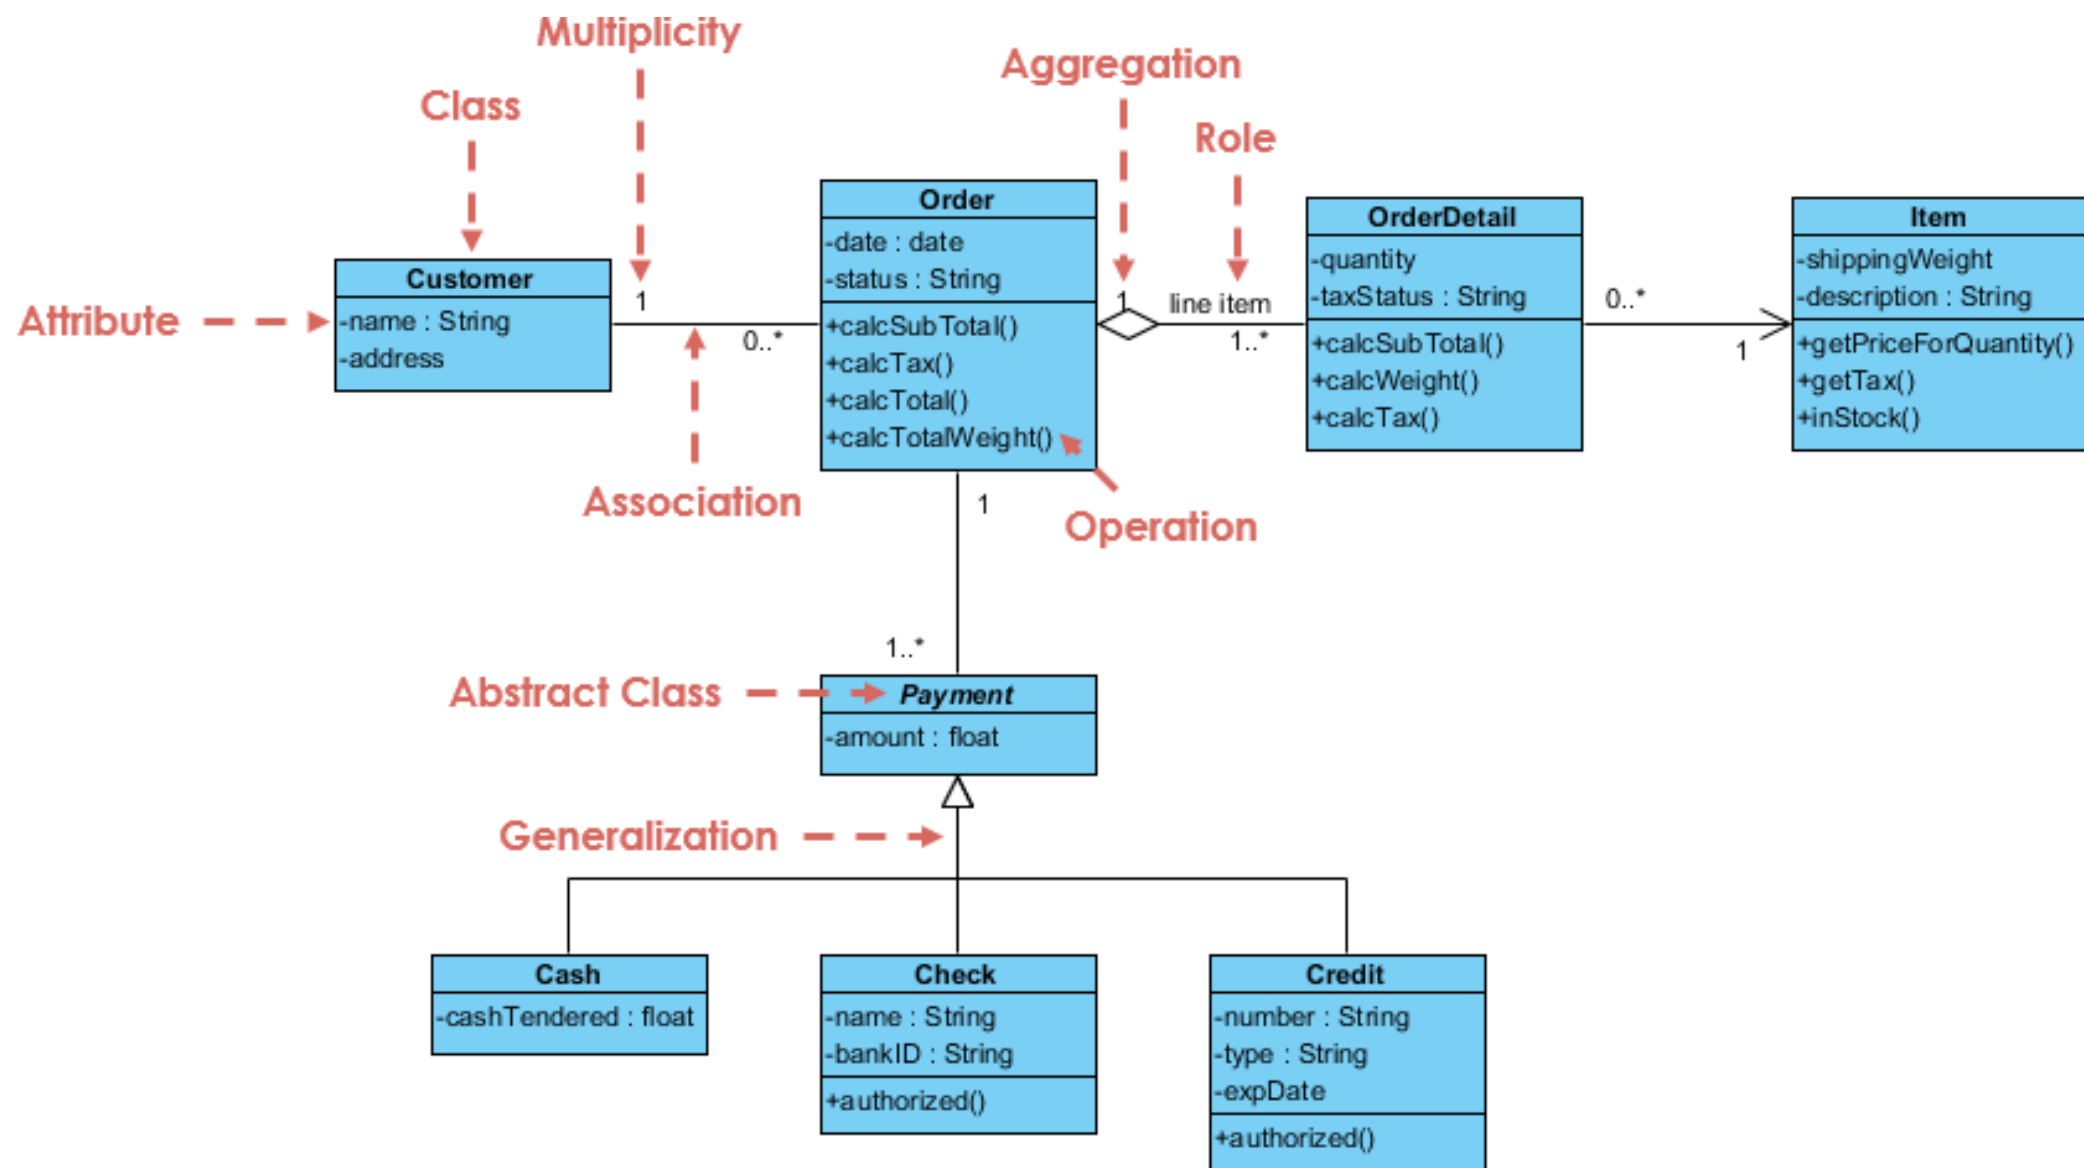 Multiplicity
Aggregation
Class
Role
Attribute
Customer
-name : String
-address
1
0..*
Association
Order
-date : date
-status : String
+calcSubTotal()
+calcTax()
+calcTotal()
+calcTotalWeight()
Operation
1
line item
1..*
OrderDetail
-quantity
-taxStatus : String
+calcSubTotal()
+calcWeight()
+calcTax()
0..*
1
Item
-shippingWeight
-description : String
+getPriceForQuantity()
+getTax()
+inStock()
1
1..*
Abstract Class
Payment
-amount : float
Generalization
Cash
-cashTendered : float
Check
-name : String
-bankID : String
+authorized()
Credit
-number : String
-type : String
-expDate
+authorized()